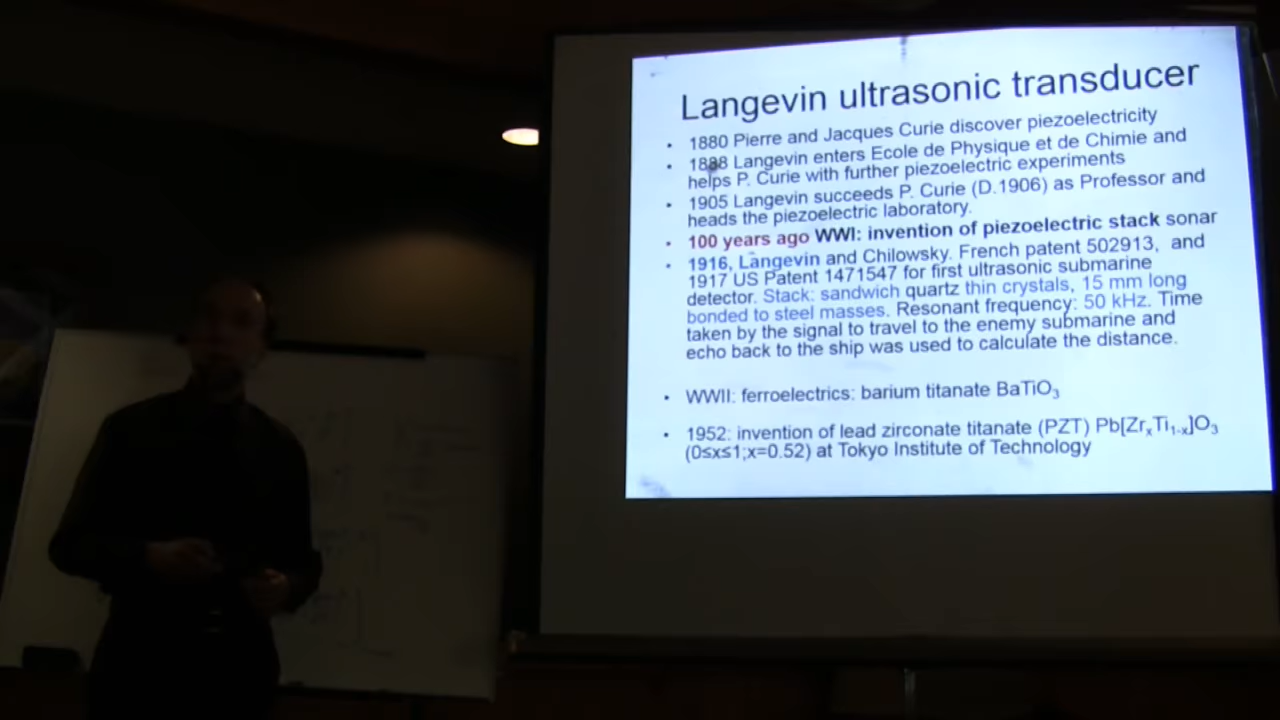 Langevin ultrasonic transducer
• 1880 Pierre and Jacques Curie discover piezoelectricity
• 1888 Langevin enters Ecole de Physique et de Chimie and
helps P. Curie with further piezoelectric experiments
• 1905 Langevin succeeds P. Curie (D.1906) as Professor and
heads the piezoelectric laboratory.
• 100 years ago WWI: invention of piezoelectric stack sonar
• 1916, Langevin and Chilowsky. French patent 502913, and
1917 US Patent 1471547 for first ultrasonic submarine
detector. Stack: sandwich quartz thin crystals, 15 mm long
bonded to steel masses. Resonant frequency: 50 kHz. Time
taken by the signal to travel to the enemy submarine and
echo back to the ship was used to calculate the distance.
• WWII: ferroelectrics: barium titanate BaTiO₃
• 1952: invention of lead zirconate titanate (PZT) Pb[ZrₓTi₁₋ₓ]O₃
(0≤x≤1;x=0.52) at Tokyo Institute of Technology